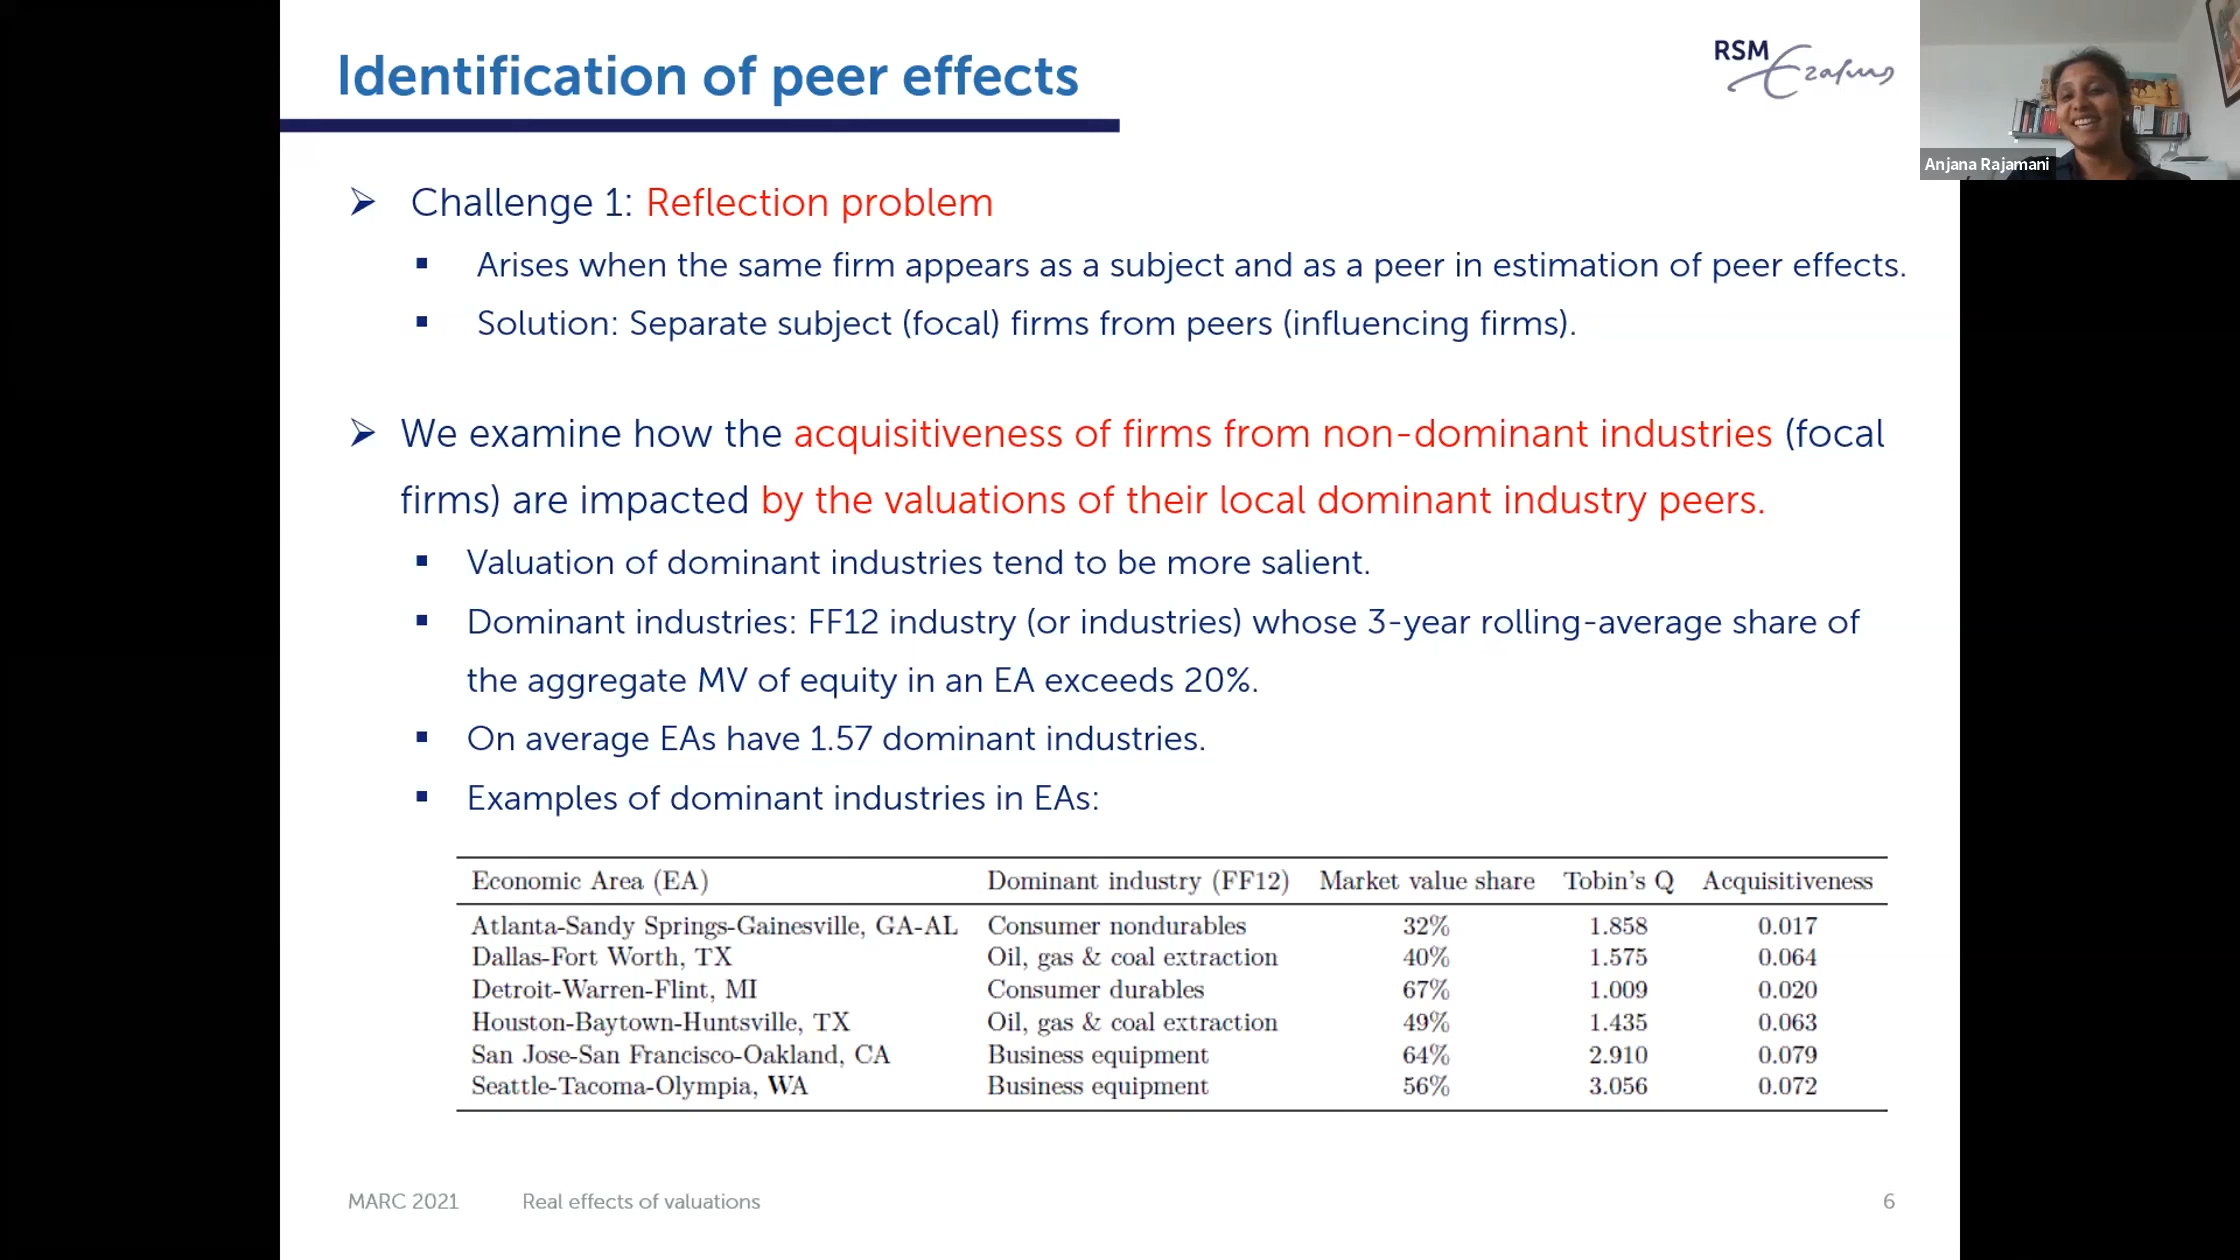 Identification of peer effects
RSM
Erasmus
Anjana Rajamani
➢ Challenge 1: Reflection problem
▪ Arises when the same firm appears as a subject and as a peer in estimation of peer effects.
▪ Solution: Separate subject (focal) firms from peers (influencing firms).
➢ We examine how the acquisitiveness of firms from non-dominant industries (focal
firms) are impacted by the valuations of their local dominant industry peers.
▪ Valuation of dominant industries tend to be more salient.
▪ Dominant industries: FF12 industry (or industries) whose 3-year rolling-average share of
the aggregate MV of equity in an EA exceeds 20%.
▪ On average EAs have 1.57 dominant industries.
▪ Examples of dominant industries in EAs:
Economic Area (EA) Dominant industry (FF12) Market value share Tobin's Q Acquisitiveness
Atlanta-Sandy Springs-Gainesville, GA-AL Consumer nondurables 32% 1.858 0.017
Dallas-Fort Worth, TX Oil, gas & coal extraction 40% 1.575 0.064
Detroit-Warren-Flint, MI Consumer durables 67% 1.009 0.020
Houston-Baytown-Huntsville, TX Oil, gas & coal extraction 49% 1.435 0.063
San Jose-San Francisco-Oakland, CA Business equipment 64% 2.910 0.079
Seattle-Tacoma-Olympia, WA Business equipment 56% 3.056 0.072
MARC 2021 Real effects of valuations 6